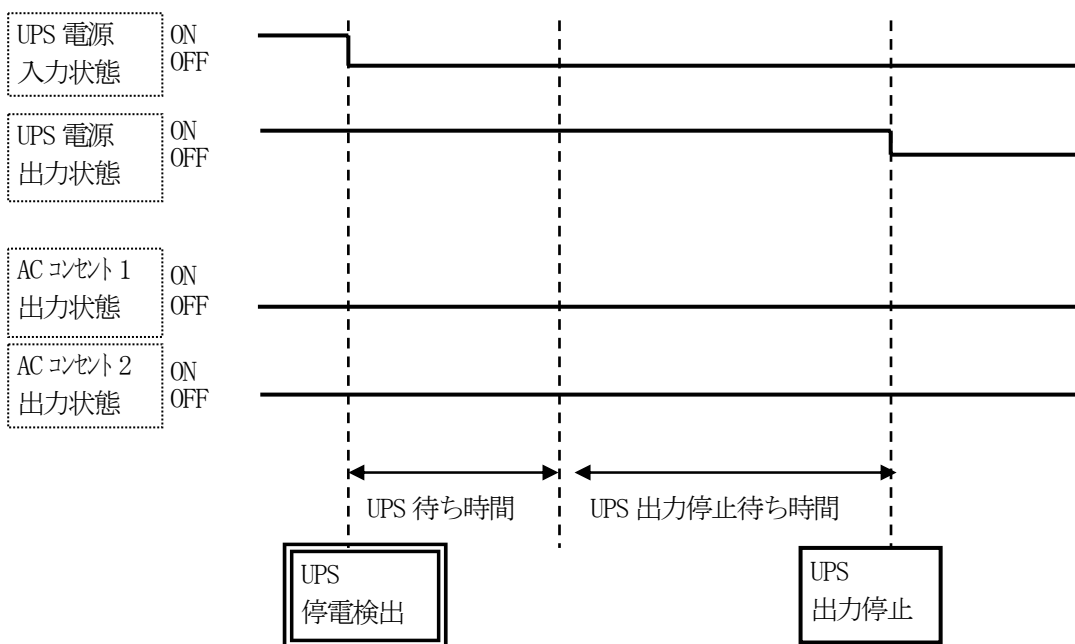 UPS 電源
入力状態
ON
OFF
UPS 電源
出力状態
ON
OFF
AC コンセント 1
出力状態
ON
OFF
AC コンセント 2
出力状態
ON
OFF
UPS 待ち時間
UPS 出力停止待ち時間
UPS
停電検出
UPS
出力停止